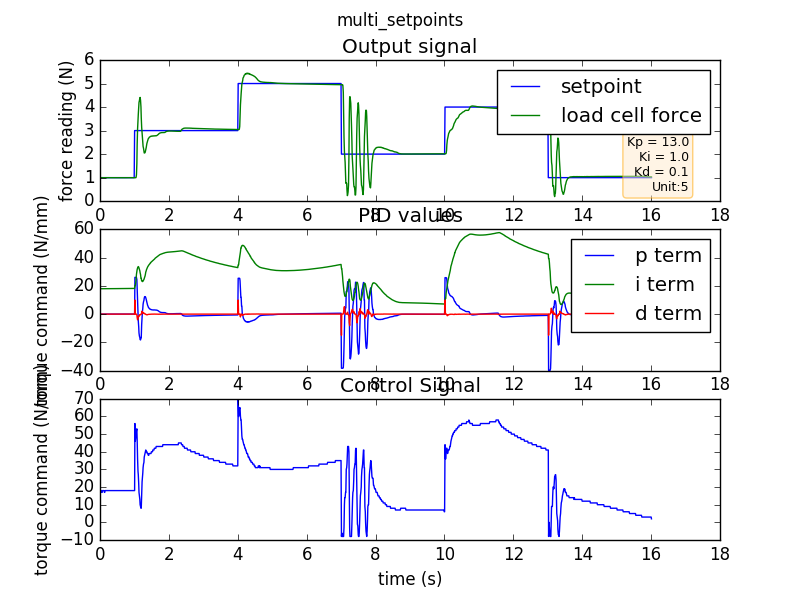 multi_setpoints
Output signal
force reading (N)
6
5
4
3
2
1
0
setpoint
load cell force
Kp = 13.0
Ki = 1.0
Kd = 0.1
Unit:5
0 2 4 6 8 10 12 14 16 18
PID values
torque command (N/mm)
60
40
20
0
−20
−40
p term
i term
d term
0 2 4 6 8 10 12 14 16 18
Control Signal
torque command (N/mm)
70
60
50
40
30
20
10
0
−10
0 2 4 6 8 10 12 14 16 18
time (s)